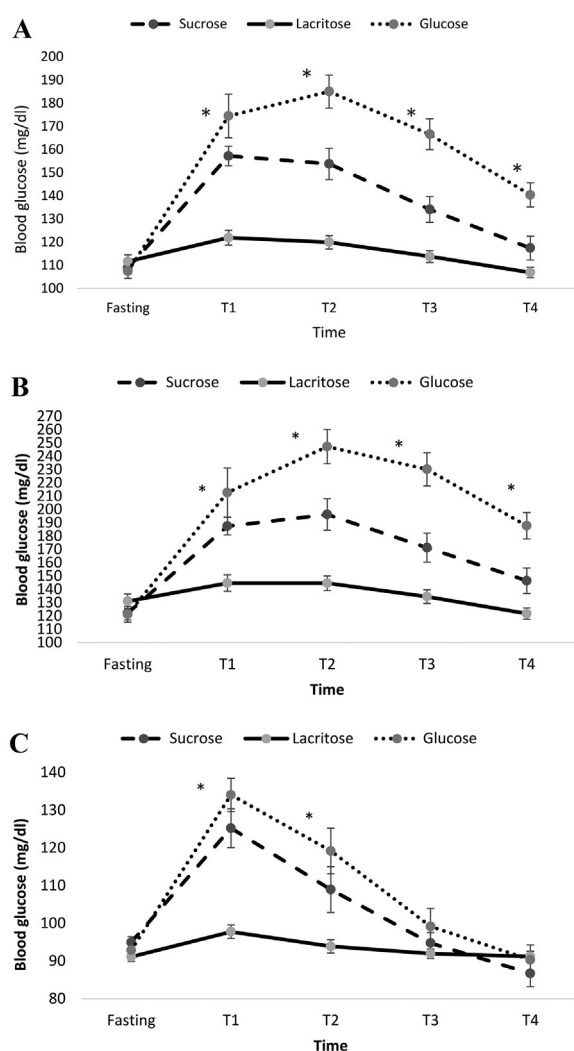 A
Sucrose Lacritose Glucose
Blood glucose (mg/dl)
200
190
180
170
160
150
140
130
120
110
100
* * * *
Fasting T1 T2 T3 T4
Time
B
Sucrose Lacritose Glucose
Blood glucose (mg/dl)
270
260
250
240
230
220
210
200
190
180
170
160
150
140
130
120
110
100
* * * *
Fasting T1 T2 T3 T4
Time
C
Sucrose Lacritose Glucose
Blood glucose (mg/dl)
140
130
120
110
100
90
80
* *
Fasting T1 T2 T3 T4
Time